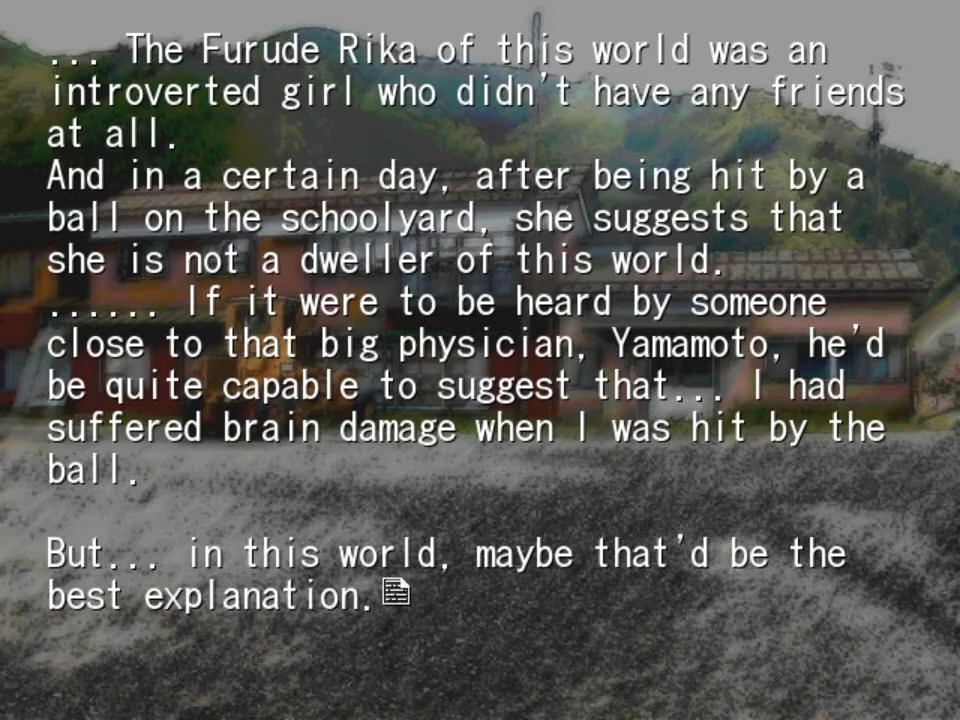 ... The Furude Rika of this world was an
introverted girl who didn't have any friends
at all.
And in a certain day, after being hit by a
ball on the schoolyard, she suggests that
she is not a dweller of this world.
...... If it were to be heard by someone
close to that big physician, Yamamoto, he'd
be quite capable to suggest that... I had
suffered brain damage when I was hit by the
ball.
But... in this world, maybe that'd be the
best explanation.